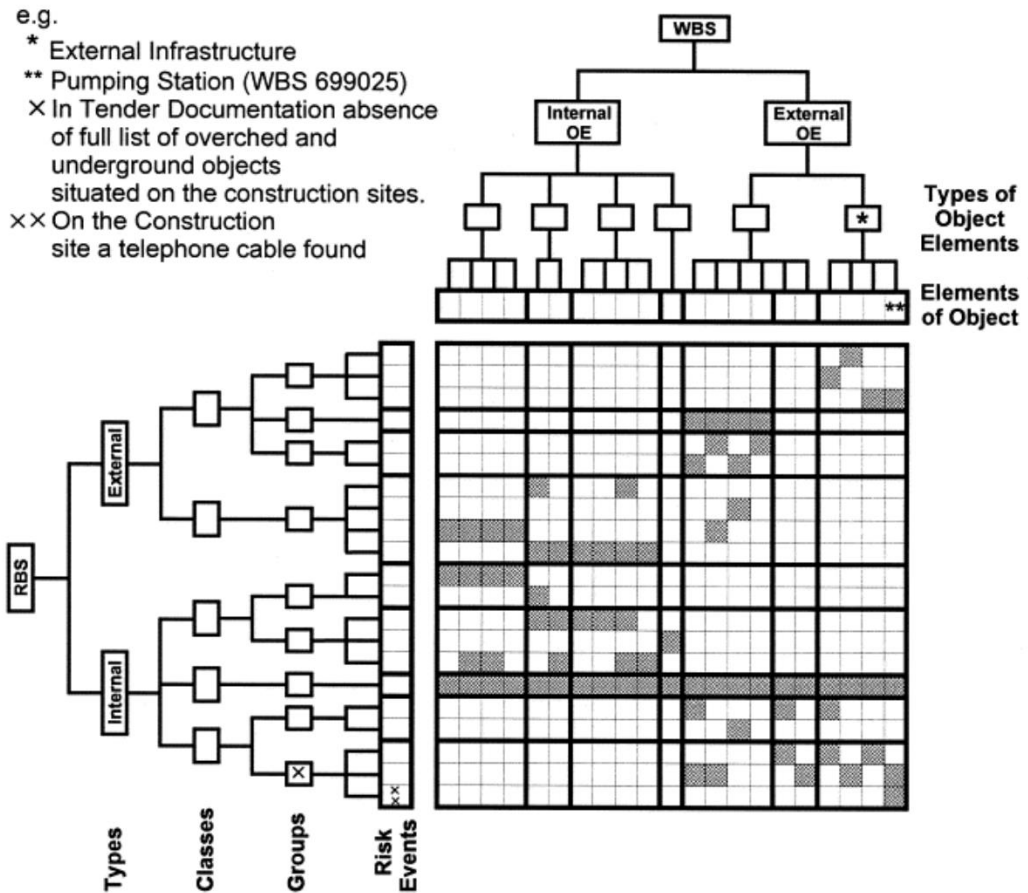 e.g.
* External Infrastructure
** Pumping Station (WBS 699025)
× In Tender Documentation absence
of full list of overched and
underground objects
situated on the construction sites.
×× On the Construction
site a telephone cable found
WBS
Internal
OE
External
OE
*
Types of
Object
Elements
**
Elements
of Object
RBS
External
Internal
×
××
Types
Classes
Groups
Risk
Events